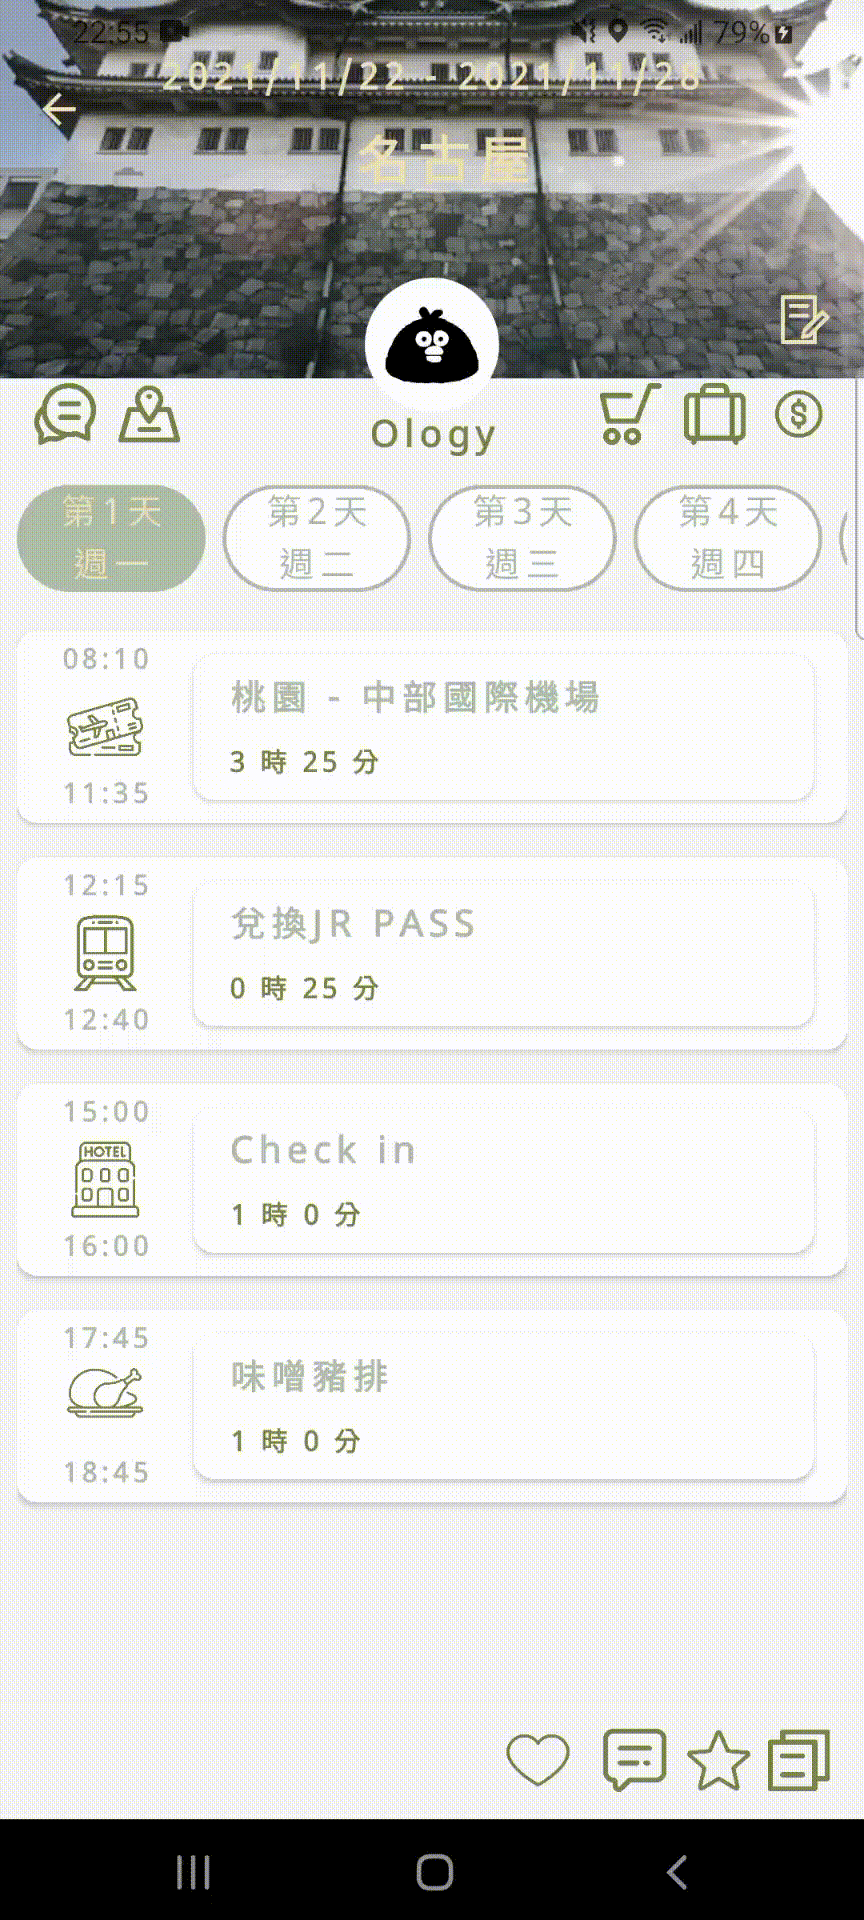 22:55
79%
2021/11/22 - 2021/11/28
名古屋
Ology
第1天
週一
第2天
週二
第3天
週三
第4天
週四
08:10
桃園 - 中部國際機場
3 時 25 分
11:35
12:15
兌換JR PASS
0 時 25 分
12:40
15:00
HOTEL
Check in
1 時 0 分
16:00
17:45
味噌豬排
1 時 0 分
18:45